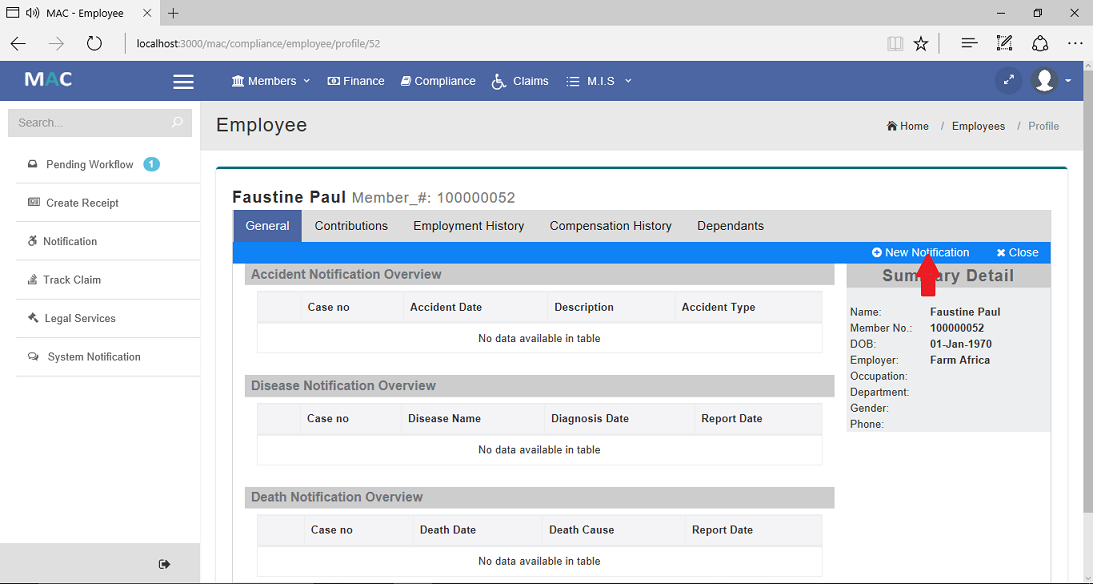 MAC - Employee
localhost:3000/mac/compliance/employee/profile/52
MAC Members Finance Compliance Claims M.I.S
Search...
Employee
Home / Employees / Profile
Pending Workflow 1
Create Receipt
Notification
Track Claim
Legal Services
System Notification
Faustine Paul Member_#: 100000052
General Contributions Employment History Compensation History Dependants
New Notification Close
Accident Notification Overview
Case no Accident Date Description Accident Type
No data available in table
Disease Notification Overview
Case no Disease Name Diagnosis Date Report Date
No data available in table
Death Notification Overview
Case no Death Date Death Cause Report Date
No data available in table
Summary Detail
Name: Faustine Paul
Member No.: 100000052
DOB: 01-Jan-1970
Employer: Farm Africa
Occupation:
Department:
Gender:
Phone: